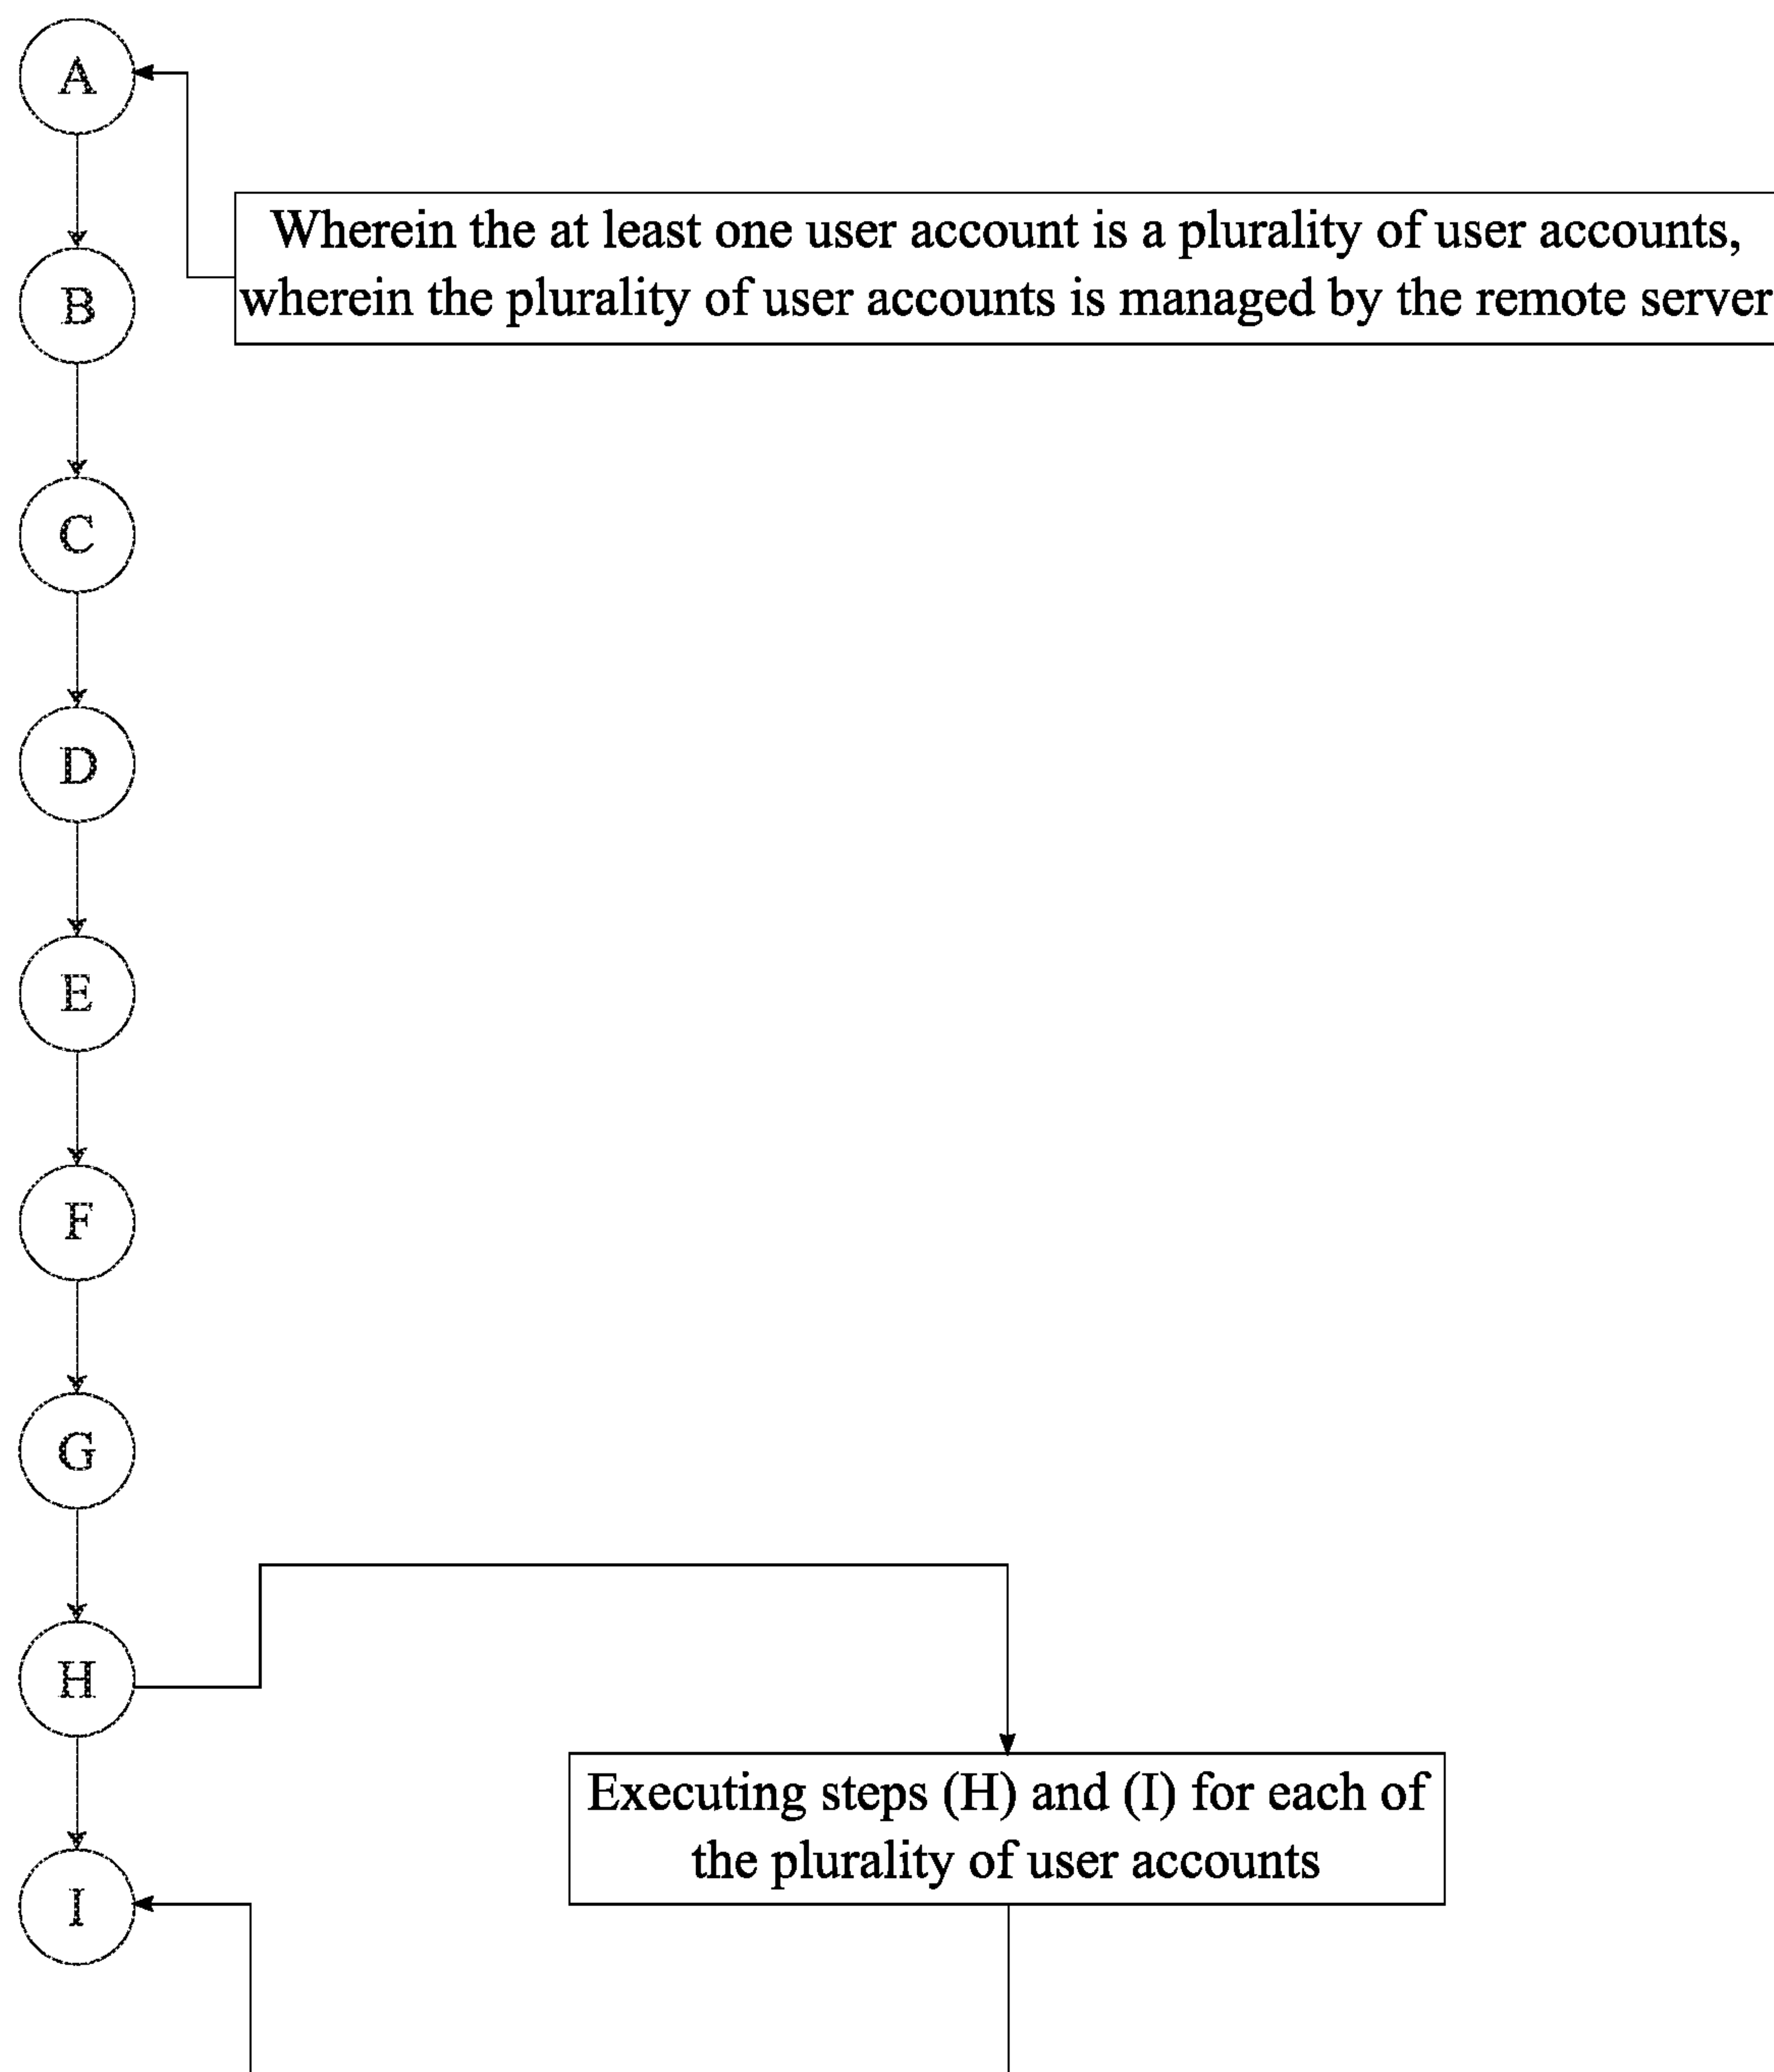 A
Wherein the at least one user account is a plurality of user accounts,
wherein the plurality of user accounts is managed by the remote server
B
C
D
E
F
G
H
Executing steps (H) and (I) for each of
the plurality of user accounts
I